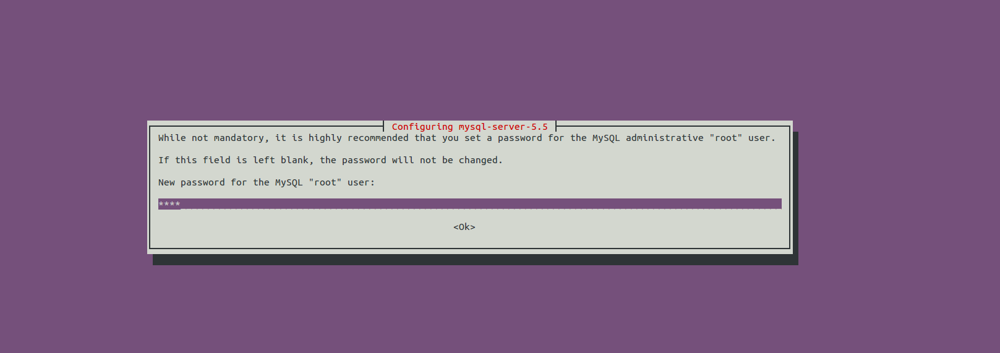 Configuring mysql-server-5.5
While not mandatory, it is highly recommended that you set a password for the MySQL administrative "root" user.
If this field is left blank, the password will not be changed.
New password for the MySQL "root" user:
****
<Ok>